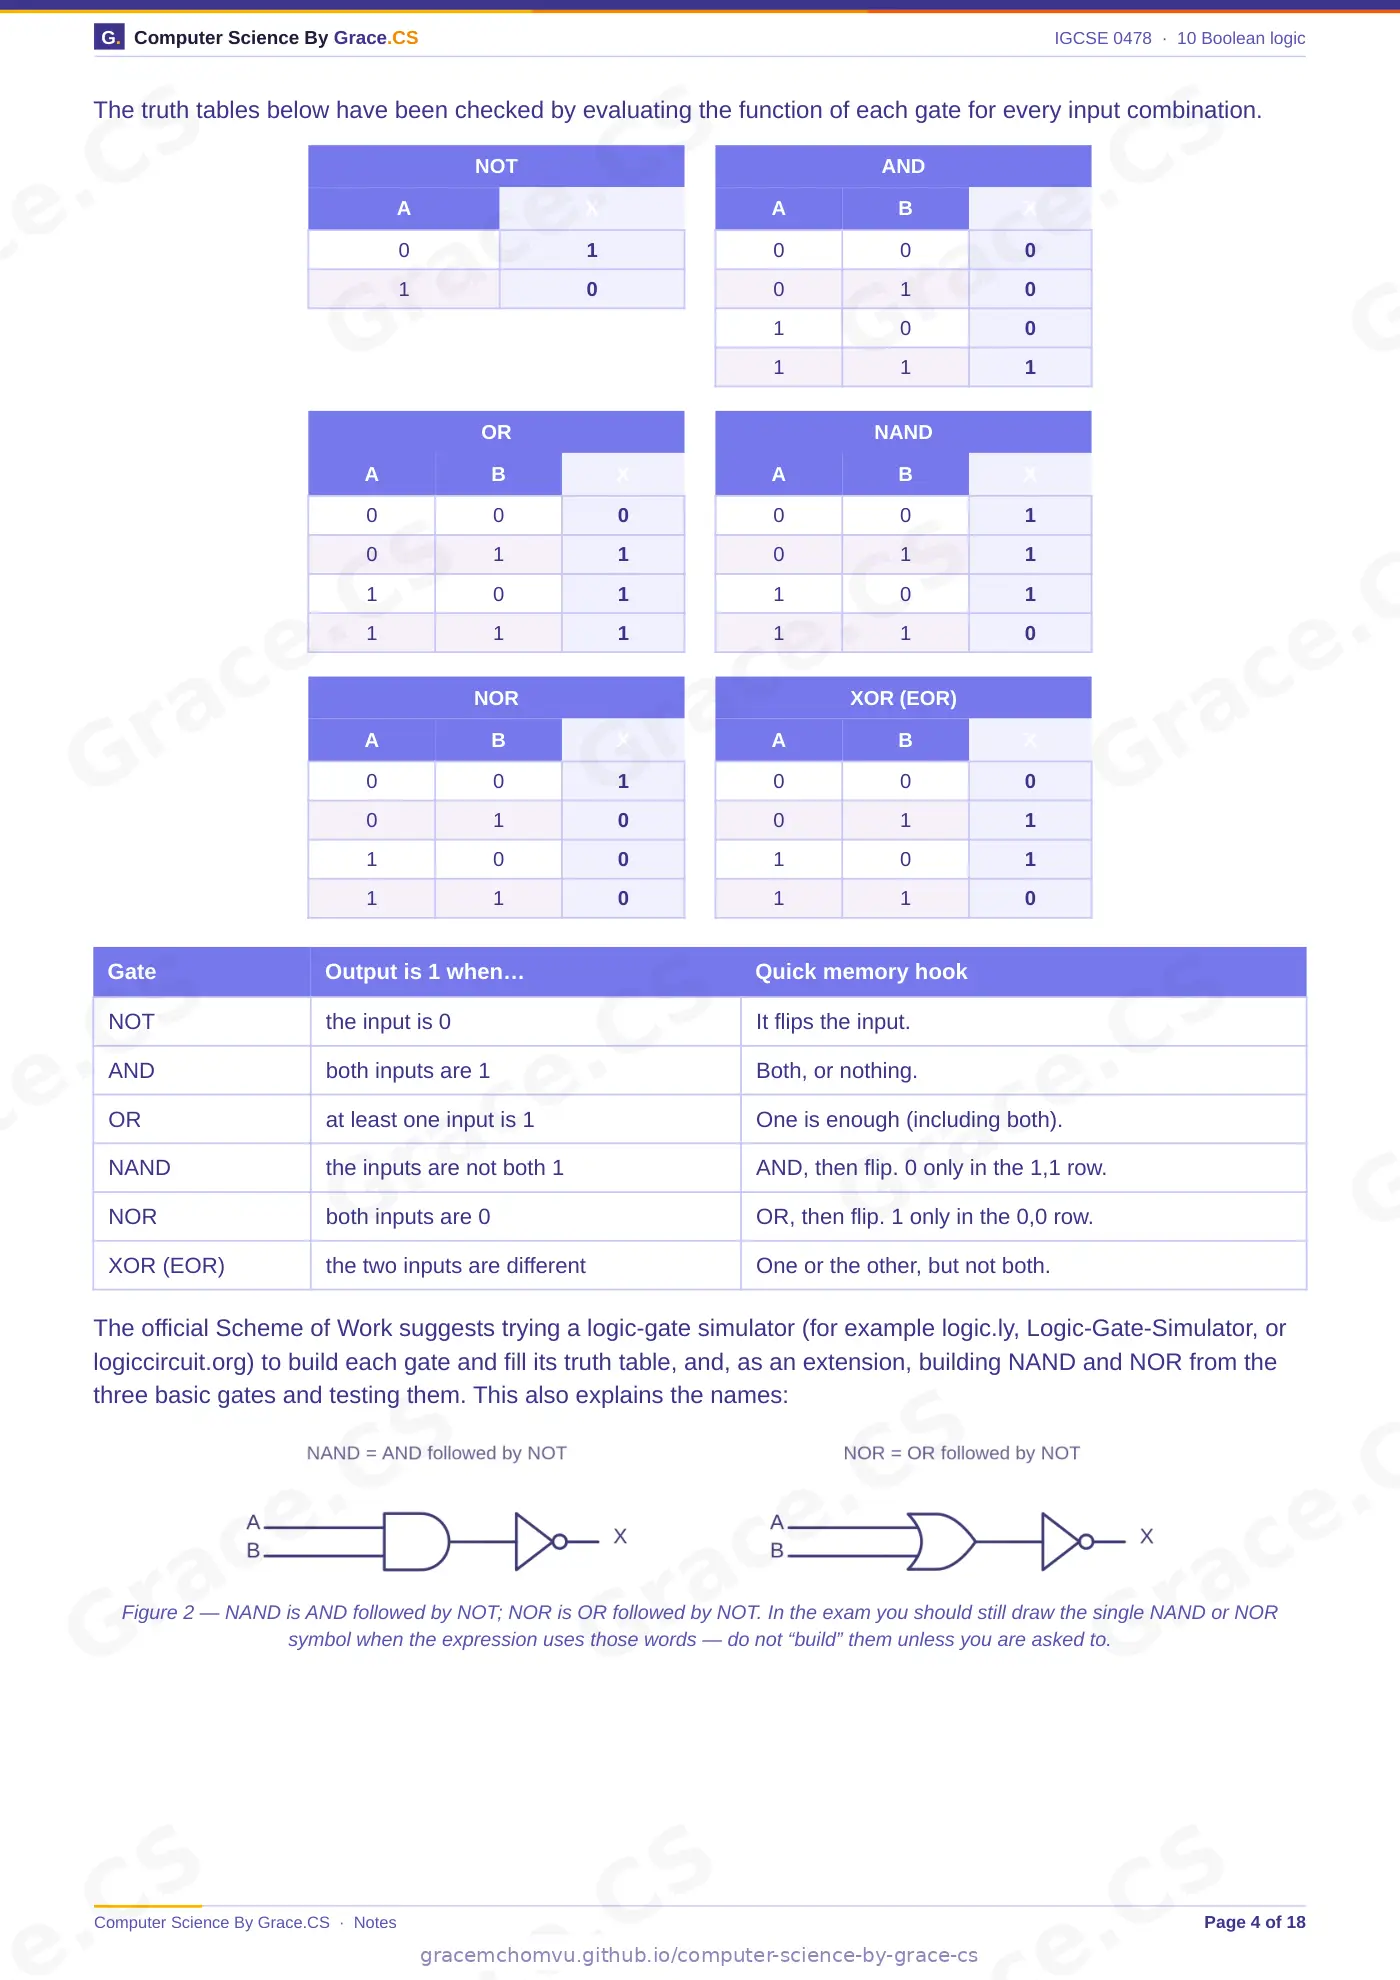 G. Computer Science By Grace.CS
IGCSE 0478 · 10 Boolean logic
The truth tables below have been checked by evaluating the function of each gate for every input combination.
NOT
A X
0 1
1 0
AND
A B X
0 0 0
0 1 0
1 0 0
1 1 1
OR
A B X
0 0 0
0 1 1
1 0 1
1 1 1
NAND
A B X
0 0 1
0 1 1
1 0 1
1 1 0
NOR
A B X
0 0 1
0 1 0
1 0 0
1 1 0
XOR (EOR)
A B X
0 0 0
0 1 1
1 0 1
1 1 0
Gate Output is 1 when… Quick memory hook
NOT the input is 0 It flips the input.
AND both inputs are 1 Both, or nothing.
OR at least one input is 1 One is enough (including both).
NAND the inputs are not both 1 AND, then flip. 0 only in the 1,1 row.
NOR both inputs are 0 OR, then flip. 1 only in the 0,0 row.
XOR (EOR) the two inputs are different One or the other, but not both.
The official Scheme of Work suggests trying a logic-gate simulator (for example logic.ly, Logic-Gate-Simulator, or
logiccircuit.org) to build each gate and fill its truth table, and, as an extension, building NAND and NOR from the
three basic gates and testing them. This also explains the names:
NAND = AND followed by NOT
A
B
X
NOR = OR followed by NOT
A
B
X
Figure 2 — NAND is AND followed by NOT; NOR is OR followed by NOT. In the exam you should still draw the single NAND or NOR
symbol when the expression uses those words — do not “build” them unless you are asked to.
Computer Science By Grace.CS · Notes
Page 4 of 18
gracemchomvu.github.io/computer-science-by-grace-cs
Grace.CS